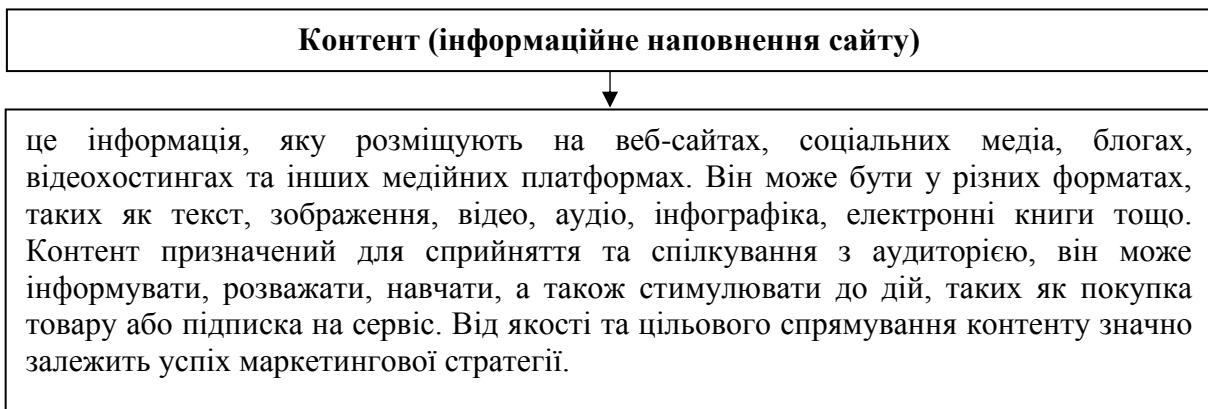 Контент (інформаційне наповнення сайту)
це інформація, яку розміщують на веб-сайтах, соціальних медіа, блогах,
відеохостингах та інших медійних платформах. Він може бути у різних форматах,
таких як текст, зображення, відео, аудіо, інфографіка, електронні книги тощо.
Контент призначений для сприйняття та спілкування з аудиторією, він може
інформувати, розважати, навчати, а також стимулювати до дій, таких як покупка
товару або підписка на сервіс. Від якості та цільового спрямування контенту значно
залежить успіх маркетингової стратегії.